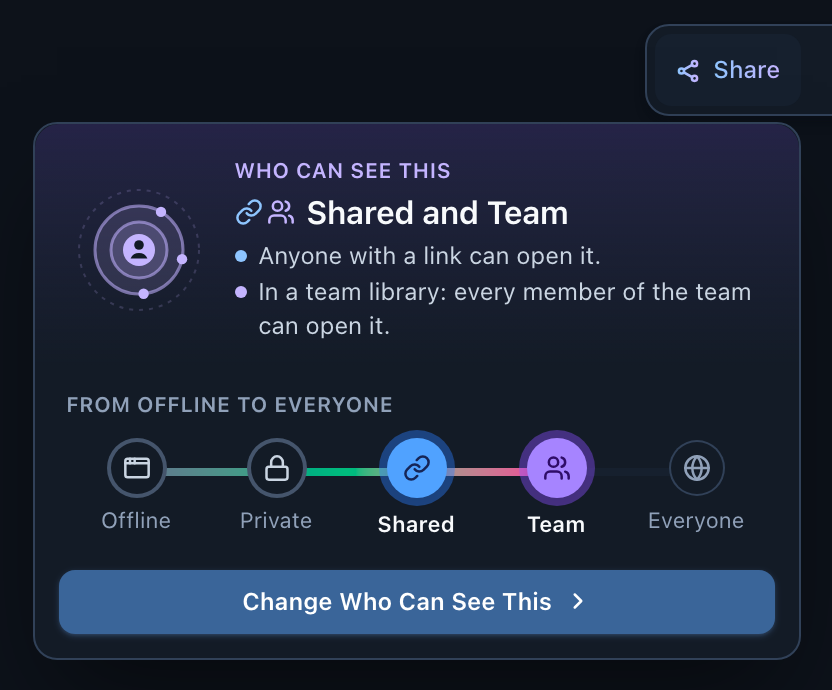 Share
WHO CAN SEE THIS
Shared and Team
Anyone with a link can open it.
In a team library: every member of the team
can open it.
FROM OFFLINE TO EVERYONE
Offline
Private
Shared
Team
Everyone
Change Who Can See This